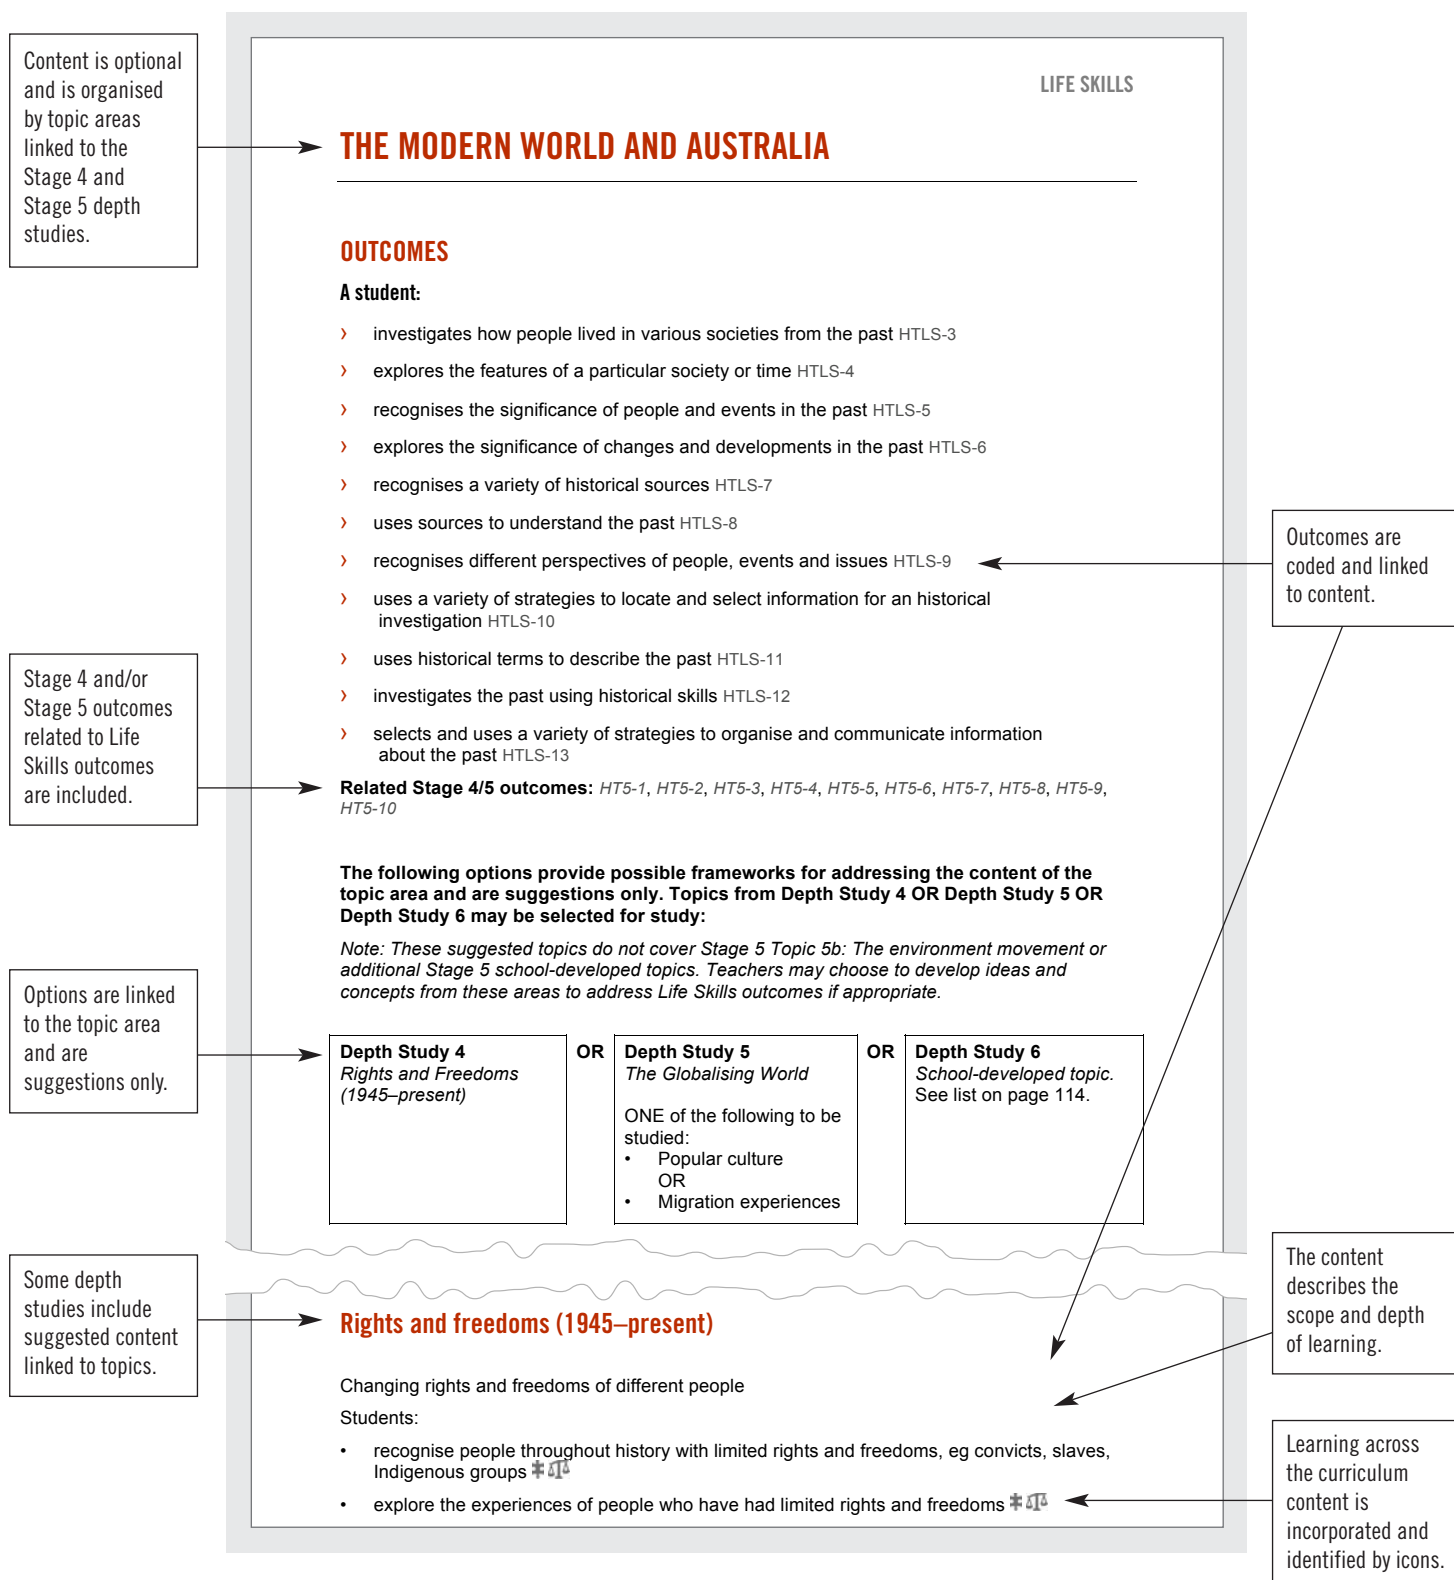 Content is optional
and is organised
by topic areas
linked to the
Stage 4 and
Stage 5 depth
studies.
LIFE SKILLS
THE MODERN WORLD AND AUSTRALIA
OUTCOMES
A student:
› investigates how people lived in various societies from the past HTLS-3
› explores the features of a particular society or time HTLS-4
› recognises the significance of people and events in the past HTLS-5
› explores the significance of changes and developments in the past HTLS-6
› recognises a variety of historical sources HTLS-7
› uses sources to understand the past HTLS-8
› recognises different perspectives of people, events and issues HTLS-9
› uses a variety of strategies to locate and select information for an historical
investigation HTLS-10
› uses historical terms to describe the past HTLS-11
› investigates the past using historical skills HTLS-12
› selects and uses a variety of strategies to organise and communicate information
about the past HTLS-13
Outcomes are
coded and linked
to content.
Stage 4 and/or
Stage 5 outcomes
related to Life
Skills outcomes
are included.
Related Stage 4/5 outcomes: HT5-1, HT5-2, HT5-3, HT5-4, HT5-5, HT5-6, HT5-7, HT5-8, HT5-9,
HT5-10
The following options provide possible frameworks for addressing the content of the
topic area and are suggestions only. Topics from Depth Study 4 OR Depth Study 5 OR
Depth Study 6 may be selected for study:
Note: These suggested topics do not cover Stage 5 Topic 5b: The environment movement or
additional Stage 5 school-developed topics. Teachers may choose to develop ideas and
concepts from these areas to address Life Skills outcomes if appropriate.
Options are linked
to the topic area
and are
suggestions only.
Depth Study 4
Rights and Freedoms
(1945–present)
OR
Depth Study 5
The Globalising World
ONE of the following to be
studied:
• Popular culture
OR
• Migration experiences
OR
Depth Study 6
School-developed topic.
See list on page 114.
Some depth
studies include
suggested content
linked to topics.
Rights and freedoms (1945–present)
Changing rights and freedoms of different people
Students:
• recognise people throughout history with limited rights and freedoms, eg convicts, slaves,
Indigenous groups
• explore the experiences of people who have had limited rights and freedoms
The content
describes the
scope and depth
of learning.
Learning across
the curriculum
content is
incorporated and
identified by icons.